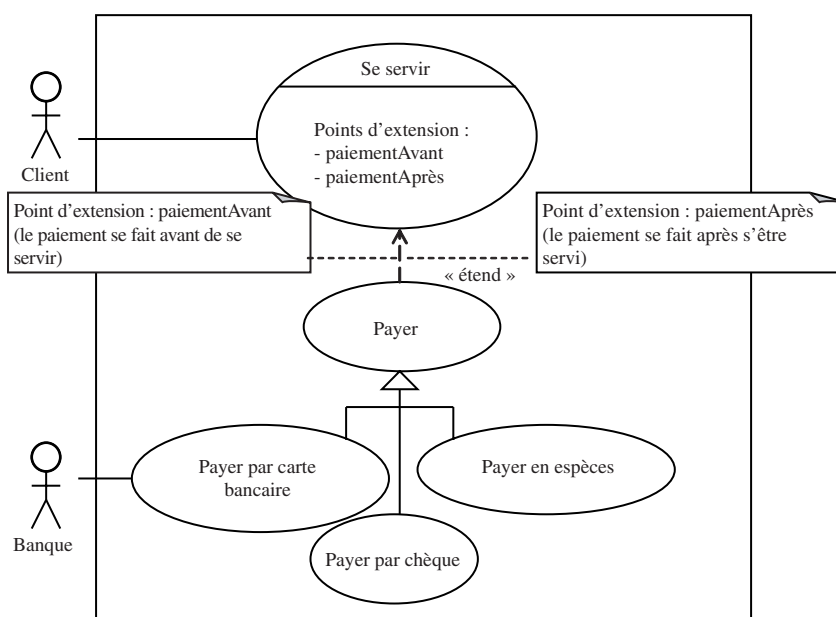 Se servir
Points d’extension :
- paiementAvant
- paiementAprès
Client
Point d’extension : paiementAvant
(le paiement se fait avant de se
servir)
Point d’extension : paiementAprès
(le paiement se fait après s’être
servi)
« étend »
Payer
Payer par carte
bancaire
Payer en espèces
Banque
Payer par chèque